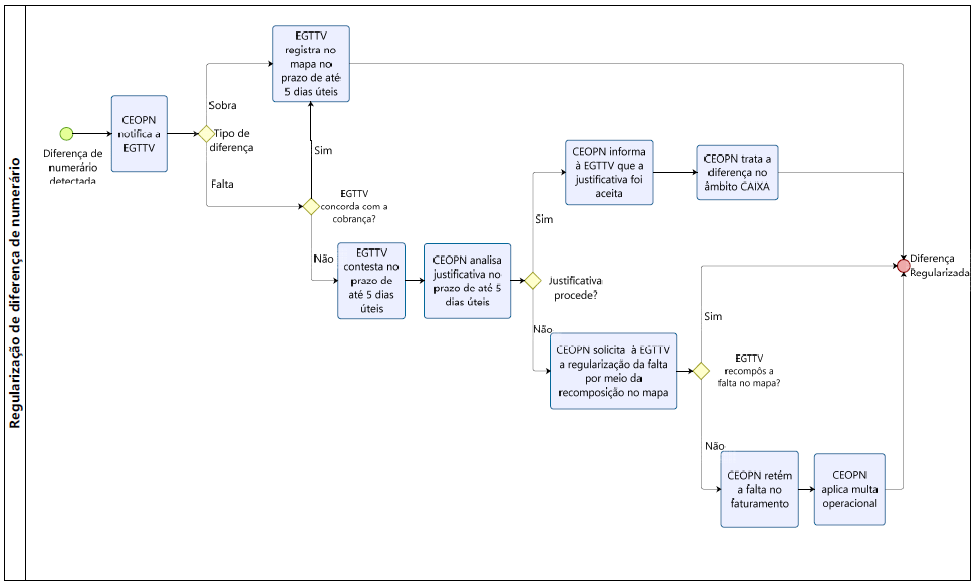 Regularização de diferença de numerário
Diferença de
numerário
detectada
CEOPN
notifica a
EGTTV
Tipo de
diferença
Sobra
Falta
EGTTV
registra no
mapa no
prazo de até
5 dias úteis
Sim
EGTTV
concorda com a
cobrança?
Não
EGTTV
contesta no
prazo de
até 5 dias
úteis
CEOPN analisa
justificativa no
prazo de até 5
dias úteis
Justificativa
procede?
Sim
CEOPN informa
à EGTTV que a
justificativa foi
aceita
CEOPN trata a
diferença no
âmbito CAIXA
Não
CEOPN solicita à EGTTV
a regularização da falta
por meio da
recomposição no mapa
EGTTV
recompôs a
falta no mapa?
Sim
Não
CEOPN retém
a falta no
faturamento
CEOPN
aplica multa
operacional
Diferença
Regularizada